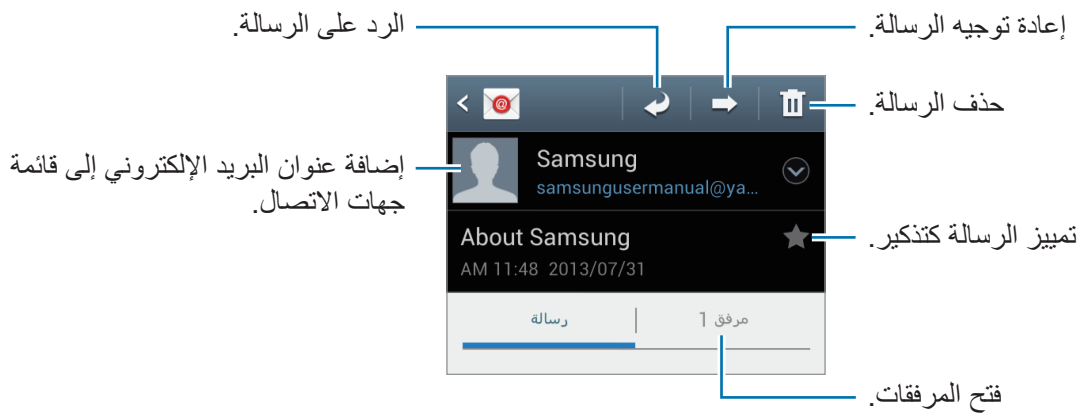 إعادة توجيه الرسالة.
الرد على الرسالة.
حذف الرسالة.
Samsung
samsungusermanual@ya...
إضافة عنوان البريد الإلكتروني إلى قائمة
جهات الاتصال.
About Samsung
AM 11:48 2013/07/31
تمييز الرسالة كتذكير.
مرفق 1
رسالة
فتح المرفقات.